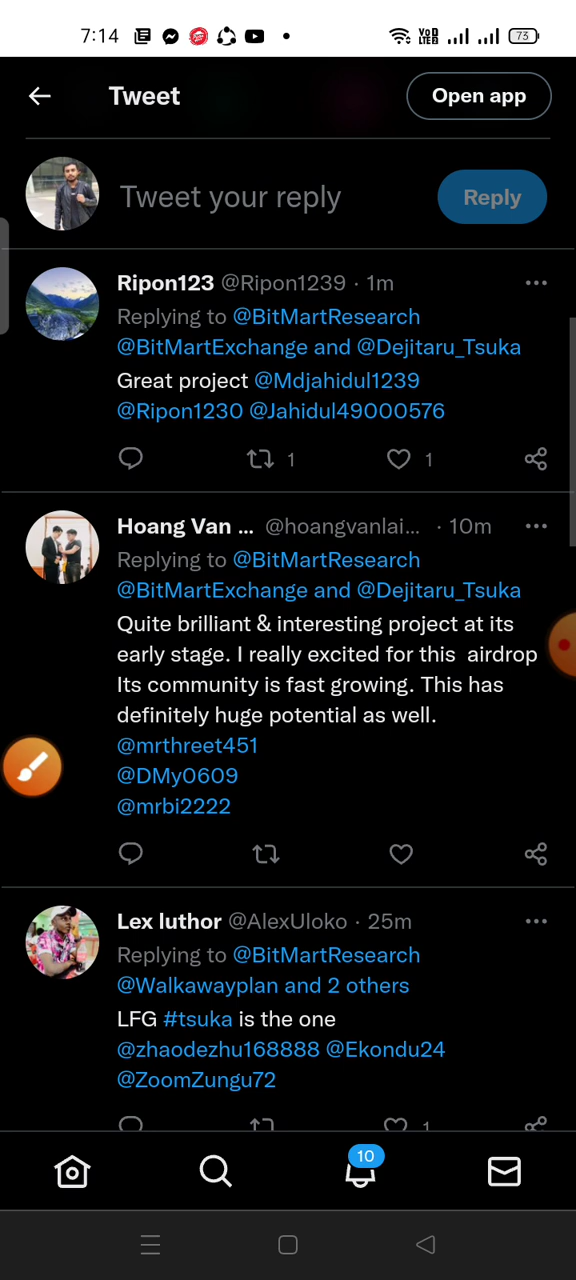 7:14
VoD
LTE2
73
Tweet
Open app
Tweet your reply
Reply
Ripon123 @Ripon1239 · 1m
Replying to @BitMartResearch
@BitMartExchange and @Dejitaru_Tsuka
Great project @Mdjahidul1239
@Ripon1230 @Jahidul49000576
1 1
Hoang Van ... @hoangvanlai... · 10m
Replying to @BitMartResearch
@BitMartExchange and @Dejitaru_Tsuka
Quite brilliant & interesting project at its
early stage. I really excited for this  airdrop
Its community is fast growing. This has
definitely huge potential as well.
@mrthreet451
@DMy0609
@mrbi2222
Lex luthor @AlexUloko · 25m
Replying to @BitMartResearch
@Walkawayplan and 2 others
LFG #tsuka is the one
@zhaodezhu168888 @Ekondu24
@ZoomZungu72
1
10